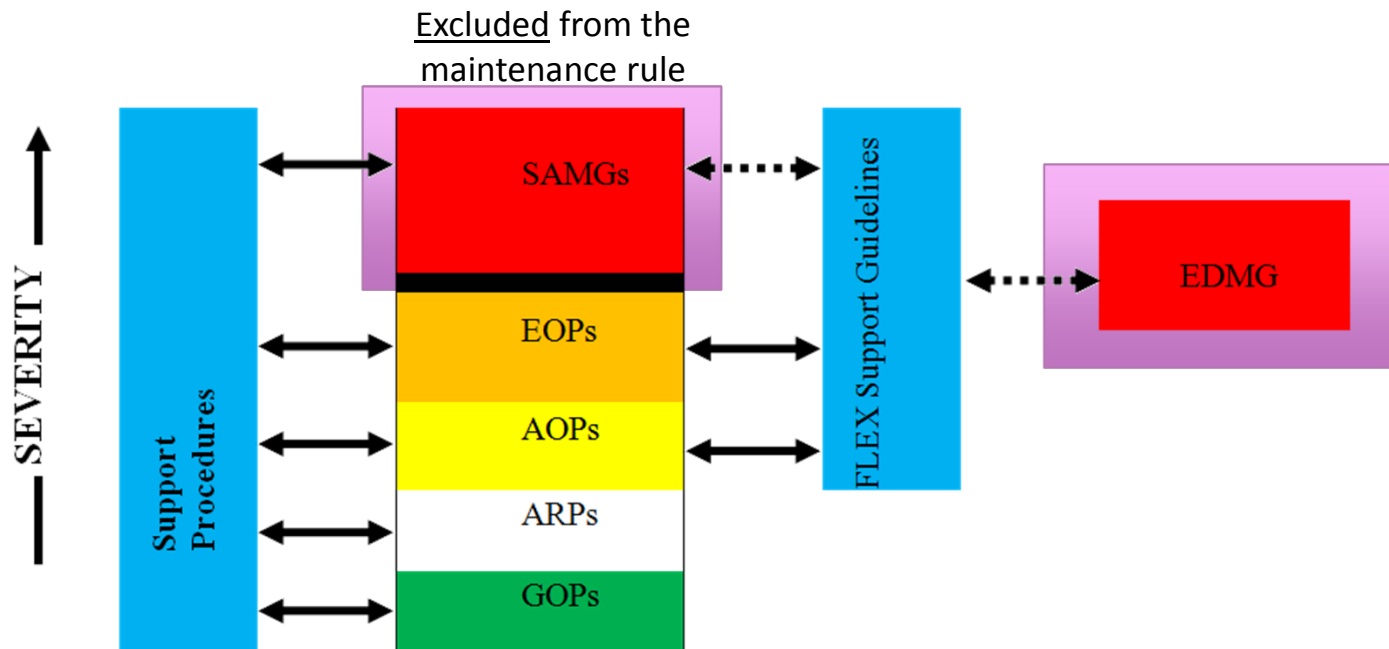 Excluded from the
maintenance rule
SEVERITY
Support
Procedures
SAMGs
EOPs
AOPs
ARPs
GOPs
FLEX Support Guidelines
EDMG